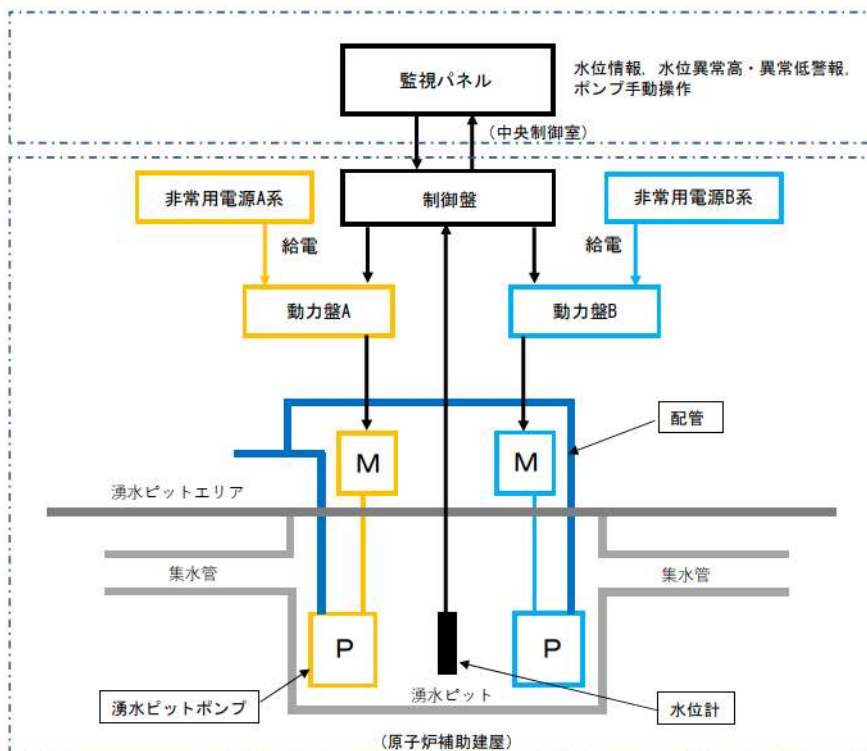 監視パネル
水位情報，水位異常高・異常低警報，
ポンプ手動操作
（中央制御室）
非常用電源A系
制御盤
非常用電源B系
給電
給電
動力盤A
動力盤B
配管
M
M
湧水ピットエリア
集水管
集水管
P
P
湧水ピット
湧水ピットポンプ
水位計
（原子炉補助建屋）